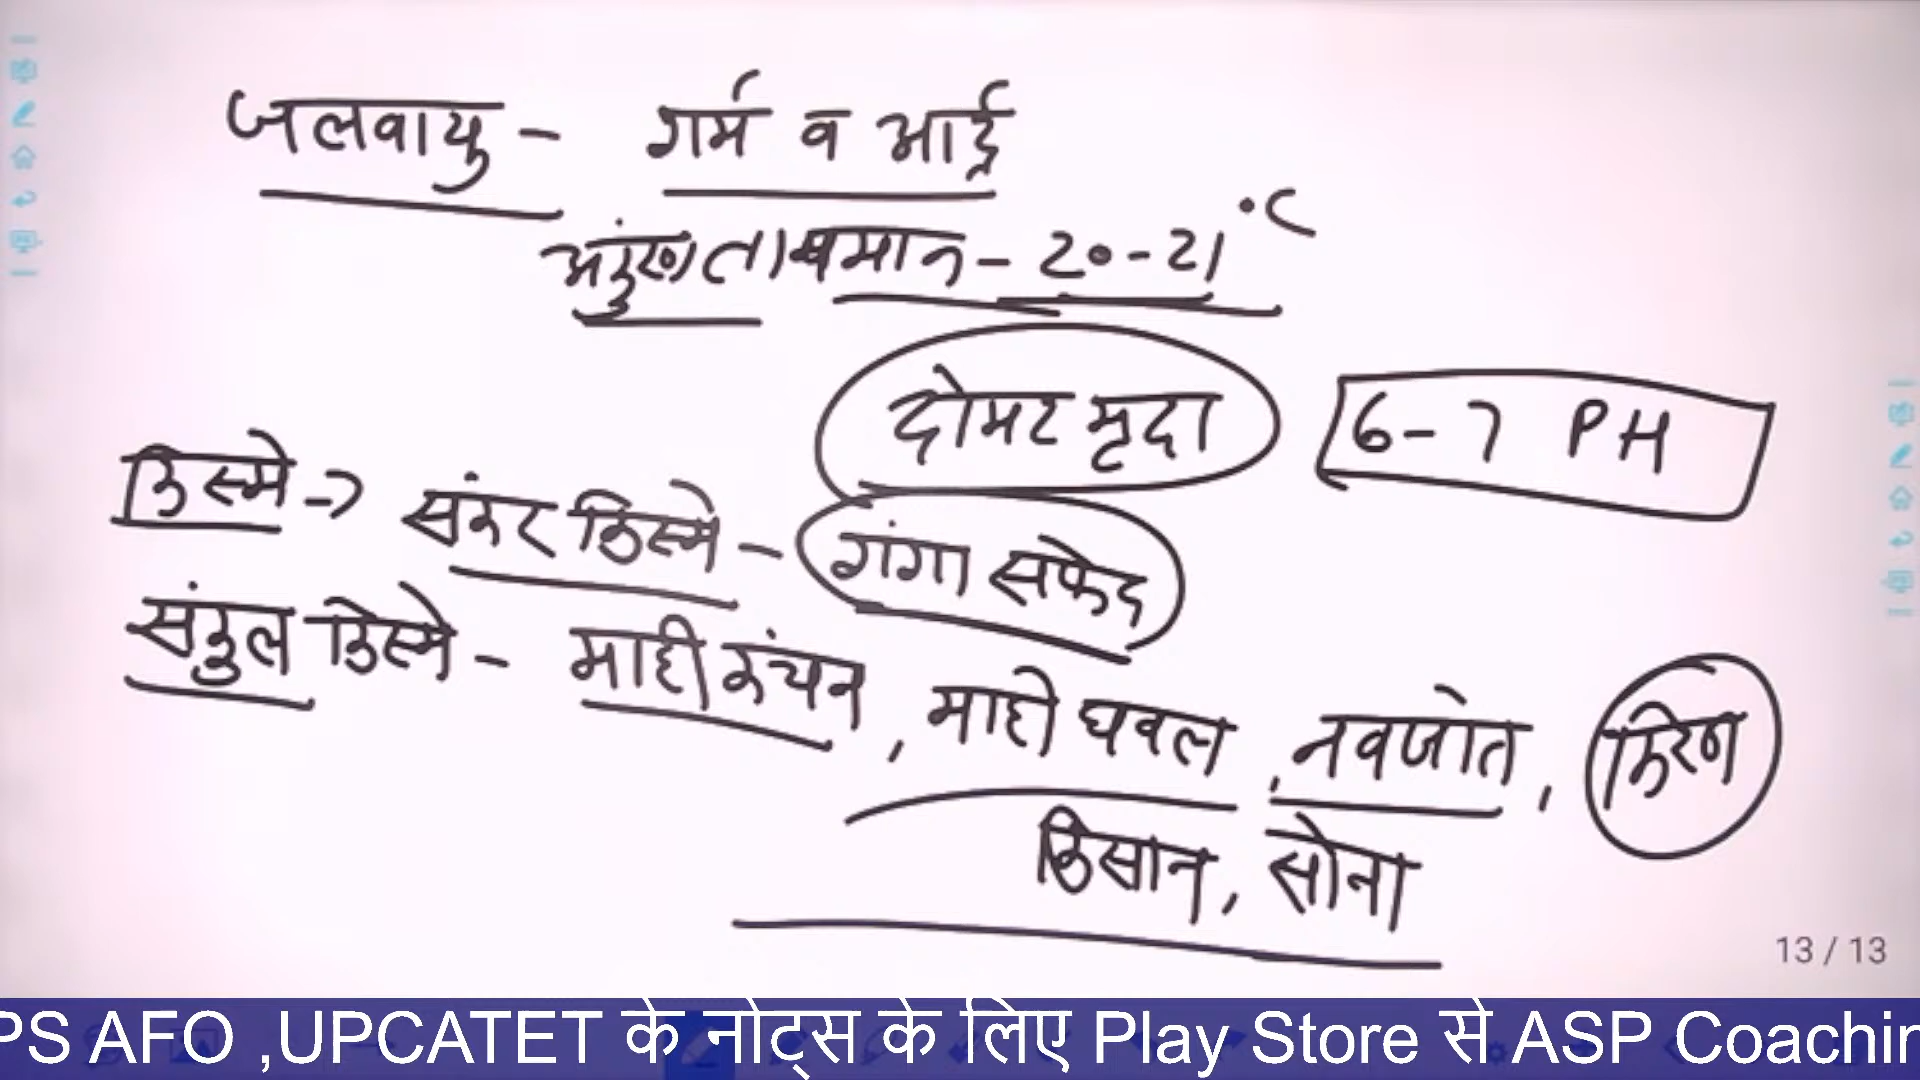 जलवायु - गर्म व आर्द्र
अंकुरण तापमान - 20-21 °C
दोमट मृदा 6-7 PH
किस्मे -> संकर किस्मे - गंगा सफेद
संकुल किस्मे - माही कंचन, माही धवल, नवजोत, किरण
किसान, सोना
13 / 13
PS AFO ,UPCATET के नोट्स के लिए Play Store से ASP Coachin